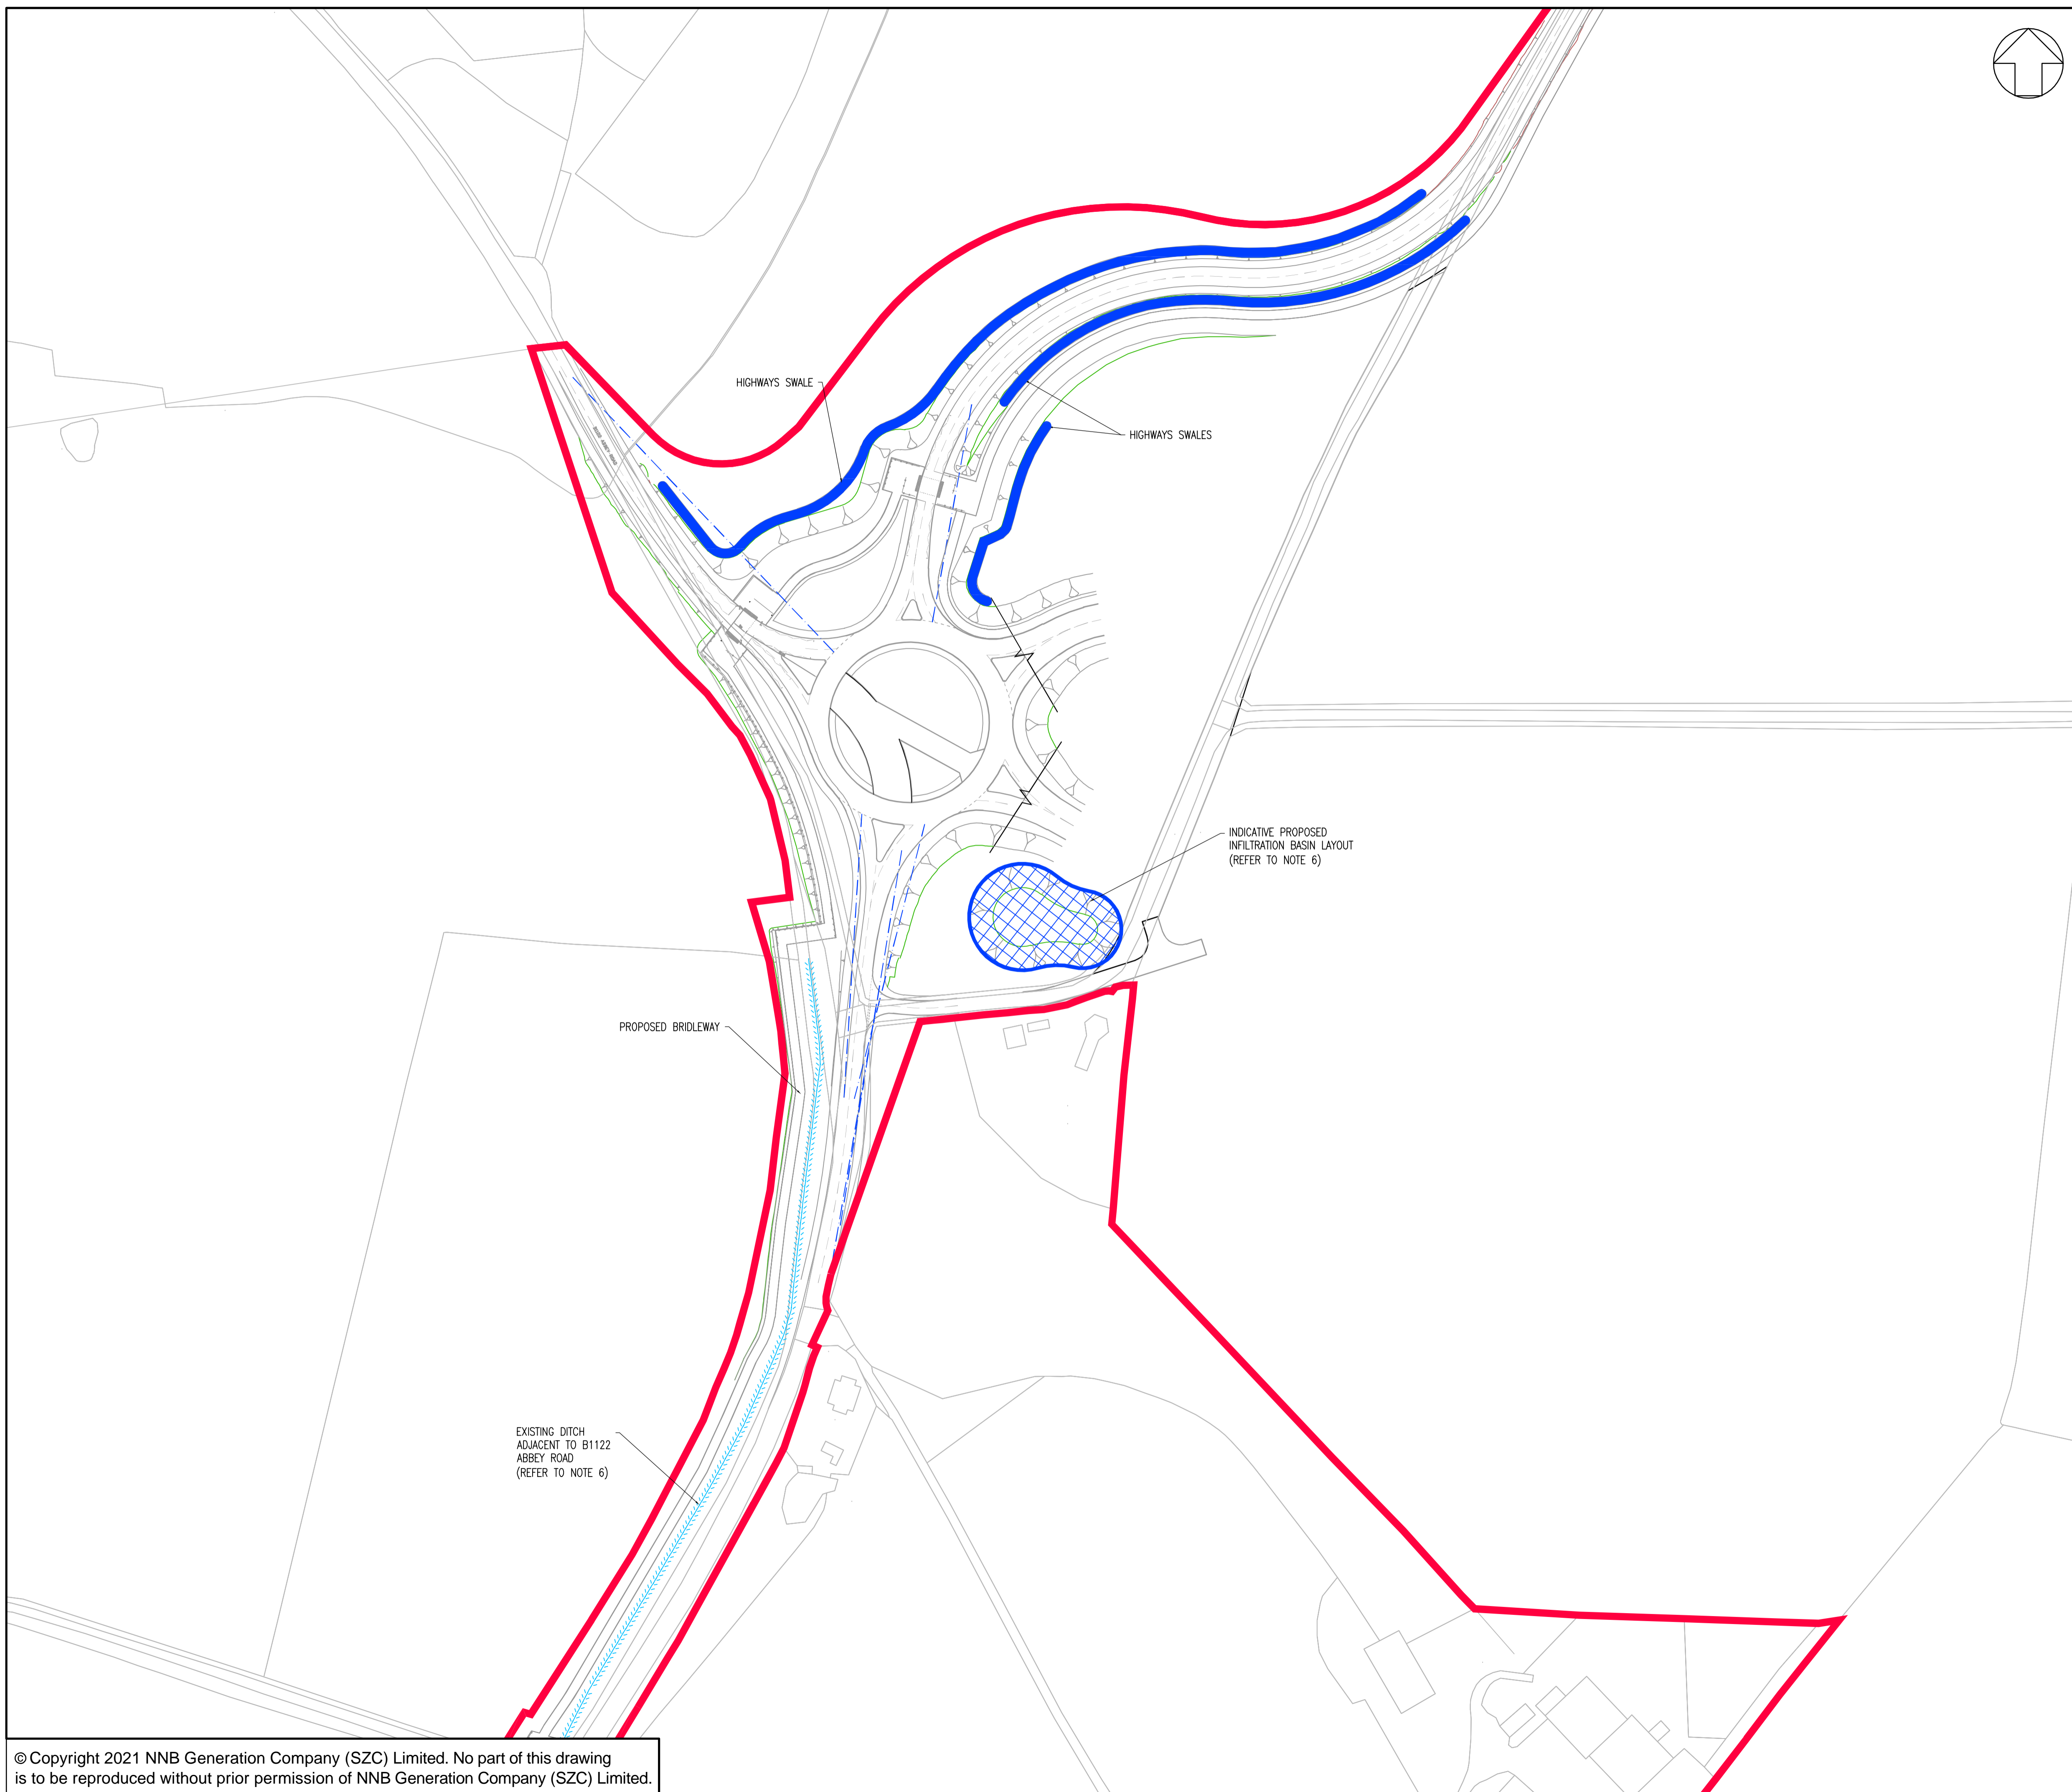 HIGHWAYS SWALE
HIGHWAYS SWALES
INDICATIVE PROPOSED
INFILTRATION BASIN LAYOUT
(REFER TO NOTE 6)
PROPOSED BRIDLEWAY
EXISTING DITCH
ADJACENT TO B1122
ABBEY ROAD
(REFER TO NOTE 6)
© Copyright 2021 NNB Generation Company (SZC) Limited. No part of this drawing
is to be reproduced without prior permission of NNB Generation Company (SZC) Limited.